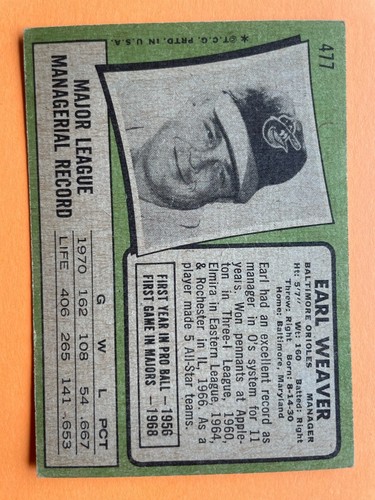 477
*©T.C.G. PRTD. IN U.S.A.
EARL WEAVER
BALTIMORE ORIOLES MANAGER
Ht: 5'7" Wt: 160 Batted: Right
Threw: Right Born: 8-14-30
Home: Baltimore, Maryland
Earl had an excellent record as
manager in O's system for 11
years. Won pennants at Apple-
ton in Three-I League, 1960,
Elmira in Eastern League, 1964,
& Rochester in IL, 1966. As a
player made 5 All-Star teams.
FIRST YEAR IN PRO BALL —1956
FIRST GAME IN MAJORS —1968
MAJOR LEAGUE
MANAGERIAL RECORD
G W L PCT
1970 162 108 54 .667
LIFE 406 265 141 .653